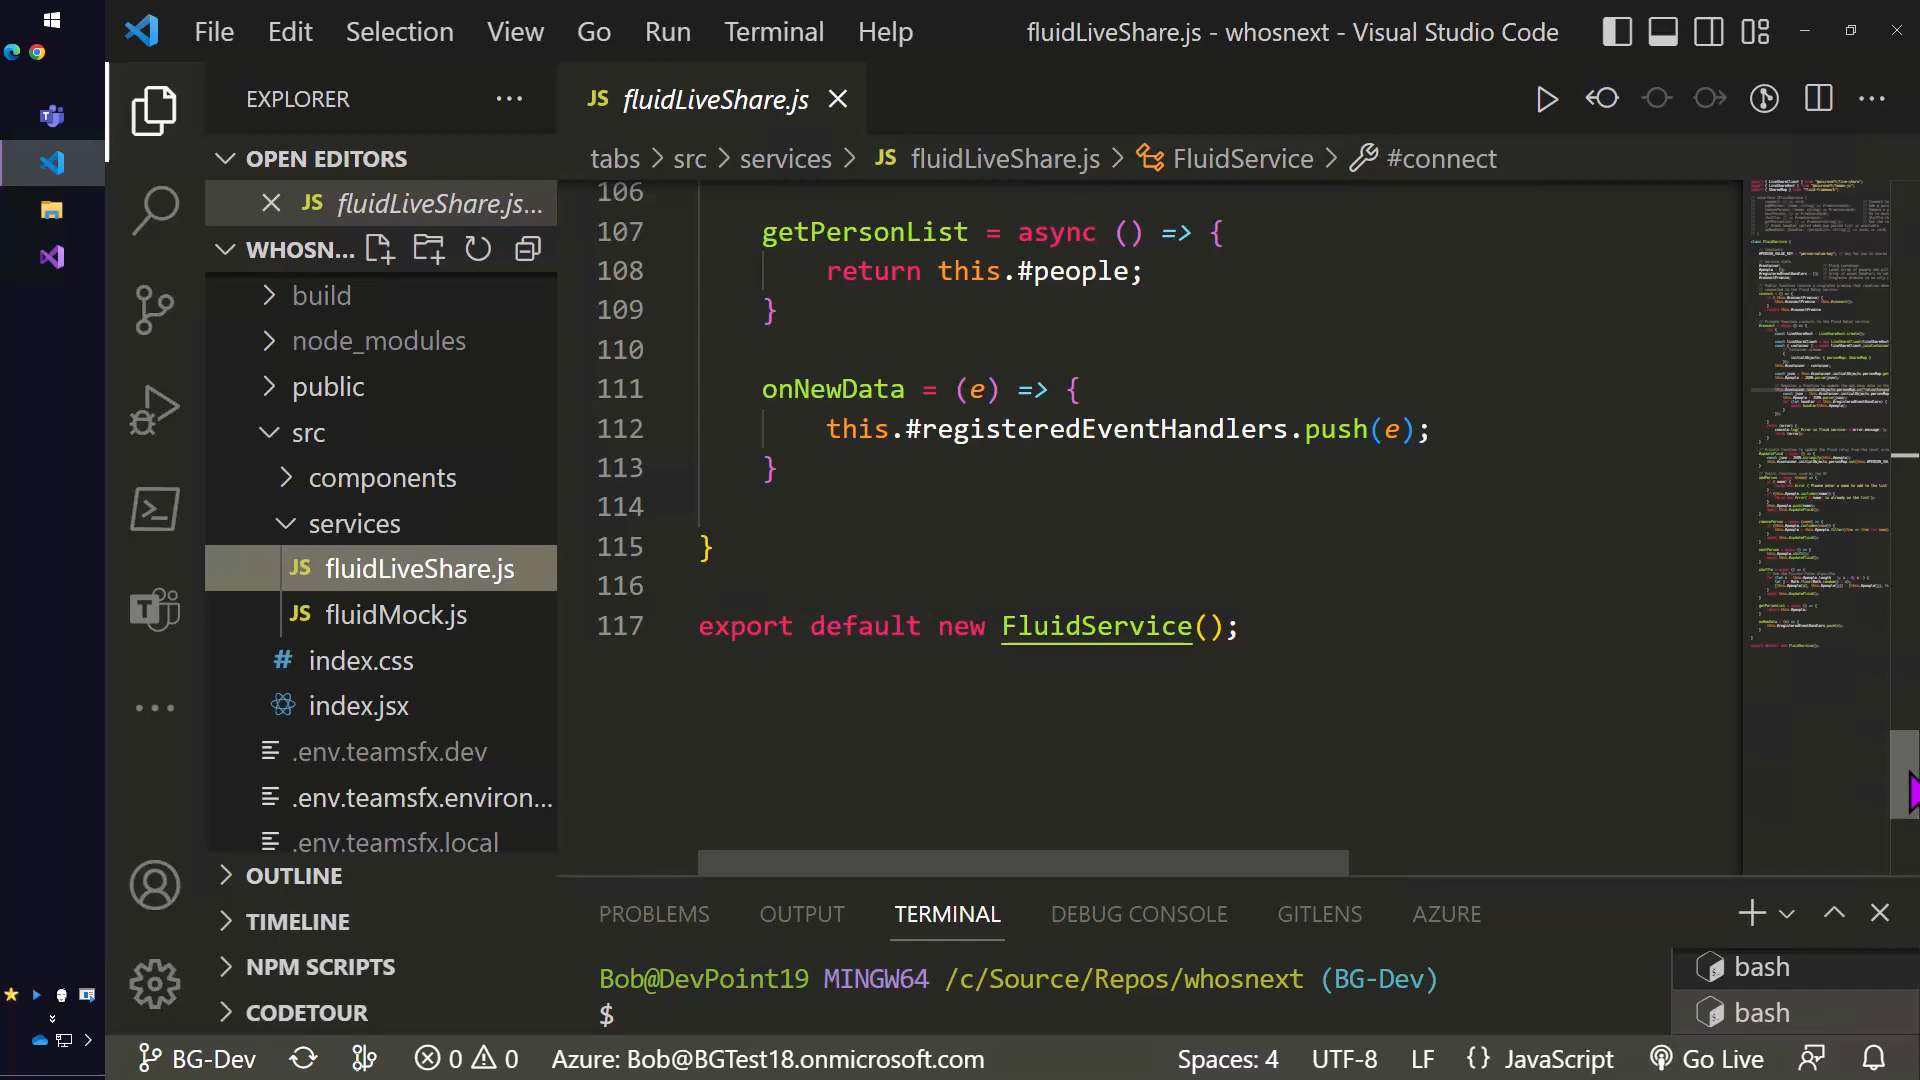 File Edit Selection View Go Run Terminal Help fluidLiveShare.js - whosnext - Visual Studio Code
EXPLORER
JS fluidLiveShare.js
OPEN EDITORS
JS fluidLiveShare.js...
WHOSN...
build
node_modules
public
src
components
services
JS fluidLiveShare.js
JS fluidMock.js
# index.css
index.jsx
.env.teamsfx.dev
.env.teamsfx.environ...
.env.teamsfx.local
OUTLINE
TIMELINE
NPM SCRIPTS
CODETOUR
tabs > src > services > JS fluidLiveShare.js > FluidService > #connect
106
107 getPersonList = async () => {
108 return this.#people;
109 }
110
111 onNewData = (e) => {
112 this.#registeredEventHandlers.push(e);
113 }
114
115 }
116
117 export default new FluidService();
PROBLEMS OUTPUT TERMINAL DEBUG CONSOLE GITLENS AZURE
Bob@DevPoint19 MINGW64 /c/Source/Repos/whosnext (BG-Dev)
$
bash
bash
BG-Dev 0 0 Azure: Bob@BGTest18.onmicrosoft.com Spaces: 4 UTF-8 LF {} JavaScript Go Live